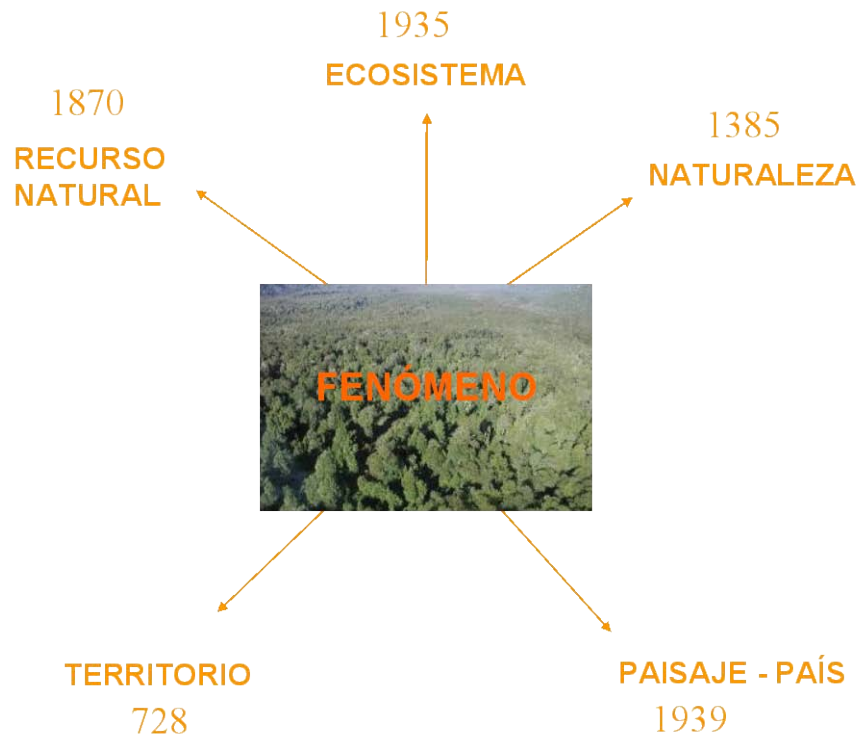 1935
ECOSISTEMA
1870
RECURSO
NATURAL
1385
NATURALEZA
FENÓMENO
TERRITORIO
728
PAISAJE - PAÍS
1939